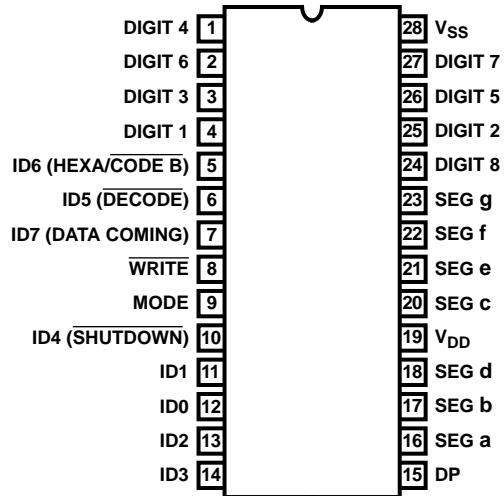 DIGIT 4 1 28 VSS
DIGIT 6 2 27 DIGIT 7
DIGIT 3 3 26 DIGIT 5
DIGIT 1 4 25 DIGIT 2
ID6 (HEXA/CODE B) 5 24 DIGIT 8
ID5 (DECODE) 6 23 SEG g
ID7 (DATA COMING) 7 22 SEG f
WRITE 8 21 SEG e
MODE 9 20 SEG c
ID4 (SHUTDOWN) 10 19 VDD
ID1 11 18 SEG d
ID0 12 17 SEG b
ID2 13 16 SEG a
ID3 14 15 DP